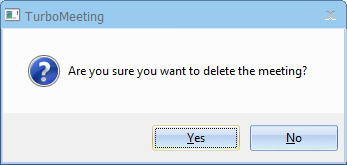 TurboMeeting
Are you sure you want to delete the meeting?
Yes
No